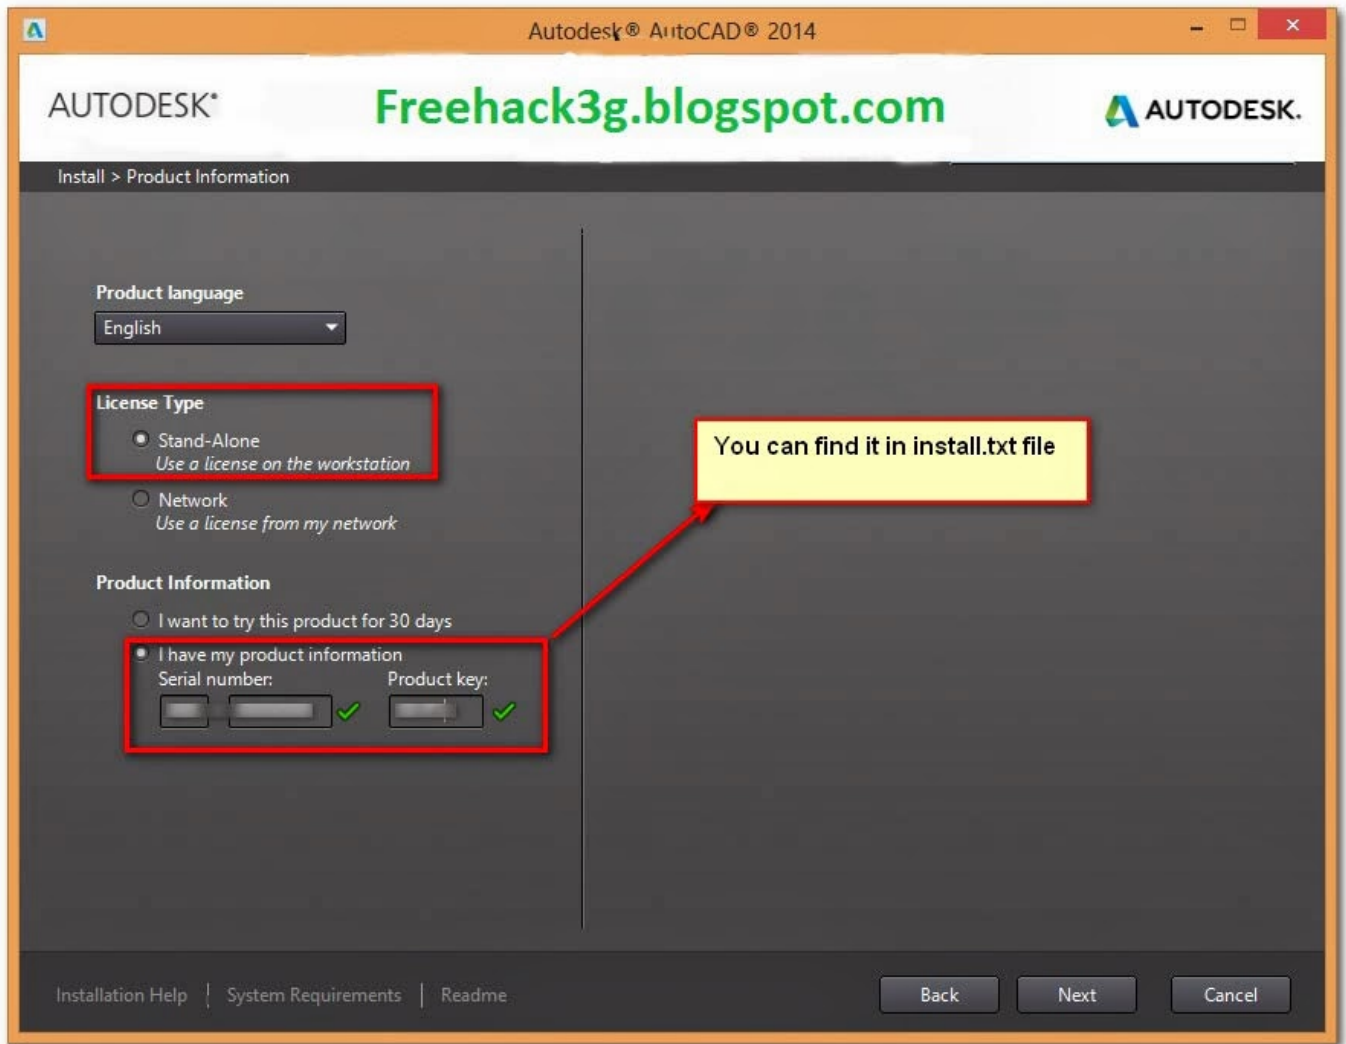 Autodesk® AutoCAD® 2014
AUTODESK®
Freehack3g.blogspot.com
AUTODESK.
Install > Product Information
Product language
English
License Type
Stand-Alone
Use a license on the workstation
Network
Use a license from my network
Product Information
I want to try this product for 30 days
I have my product information
Serial number:
Product key:
You can find it in install.txt file
Installation Help | System Requirements | Readme
Back
Next
Cancel